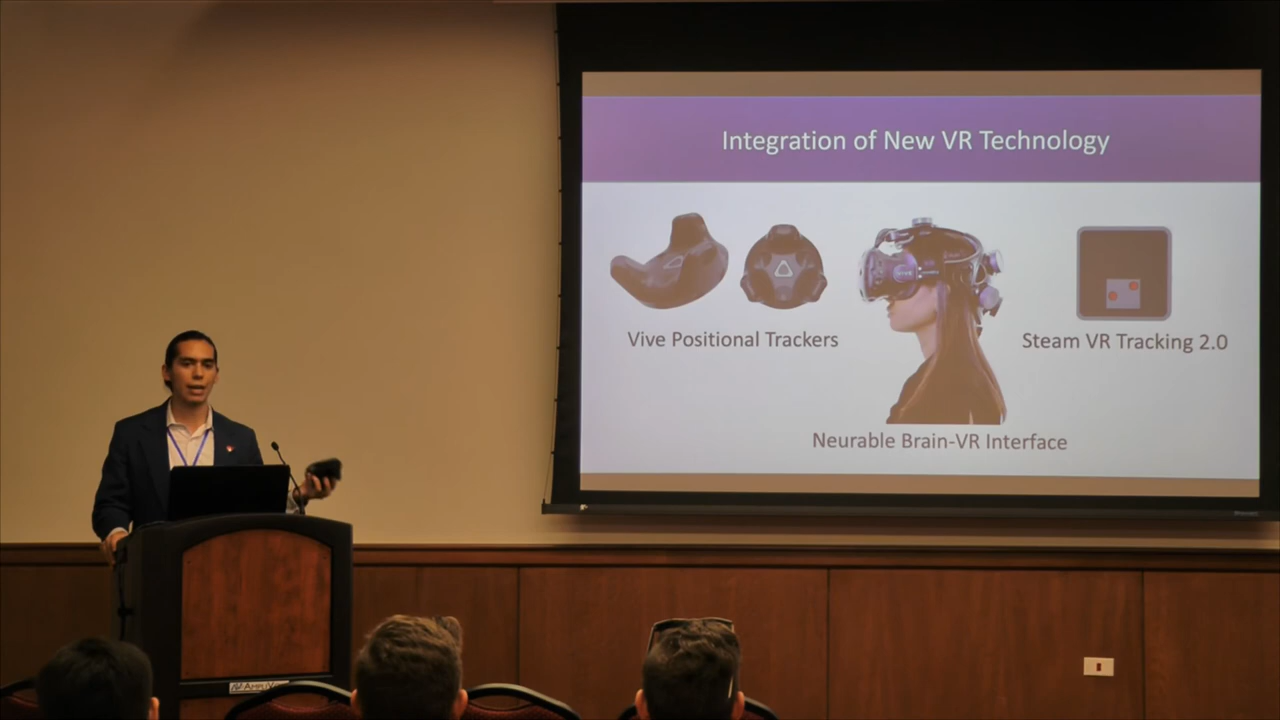 Integration of New VR Technology
Vive Positional Trackers
Steam VR Tracking 2.0
Neurable Brain-VR Interface